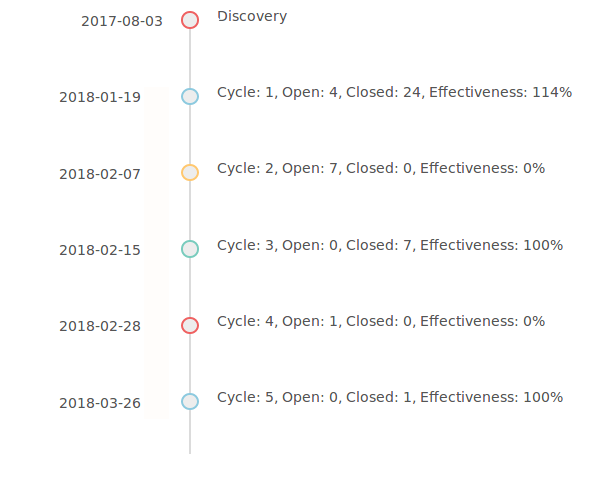 2017-08-03 Discovery
2018-01-19 Cycle: 1, Open: 4, Closed: 24, Effectiveness: 114%
2018-02-07 Cycle: 2, Open: 7, Closed: 0, Effectiveness: 0%
2018-02-15 Cycle: 3, Open: 0, Closed: 7, Effectiveness: 100%
2018-02-28 Cycle: 4, Open: 1, Closed: 0, Effectiveness: 0%
2018-03-26 Cycle: 5, Open: 0, Closed: 1, Effectiveness: 100%